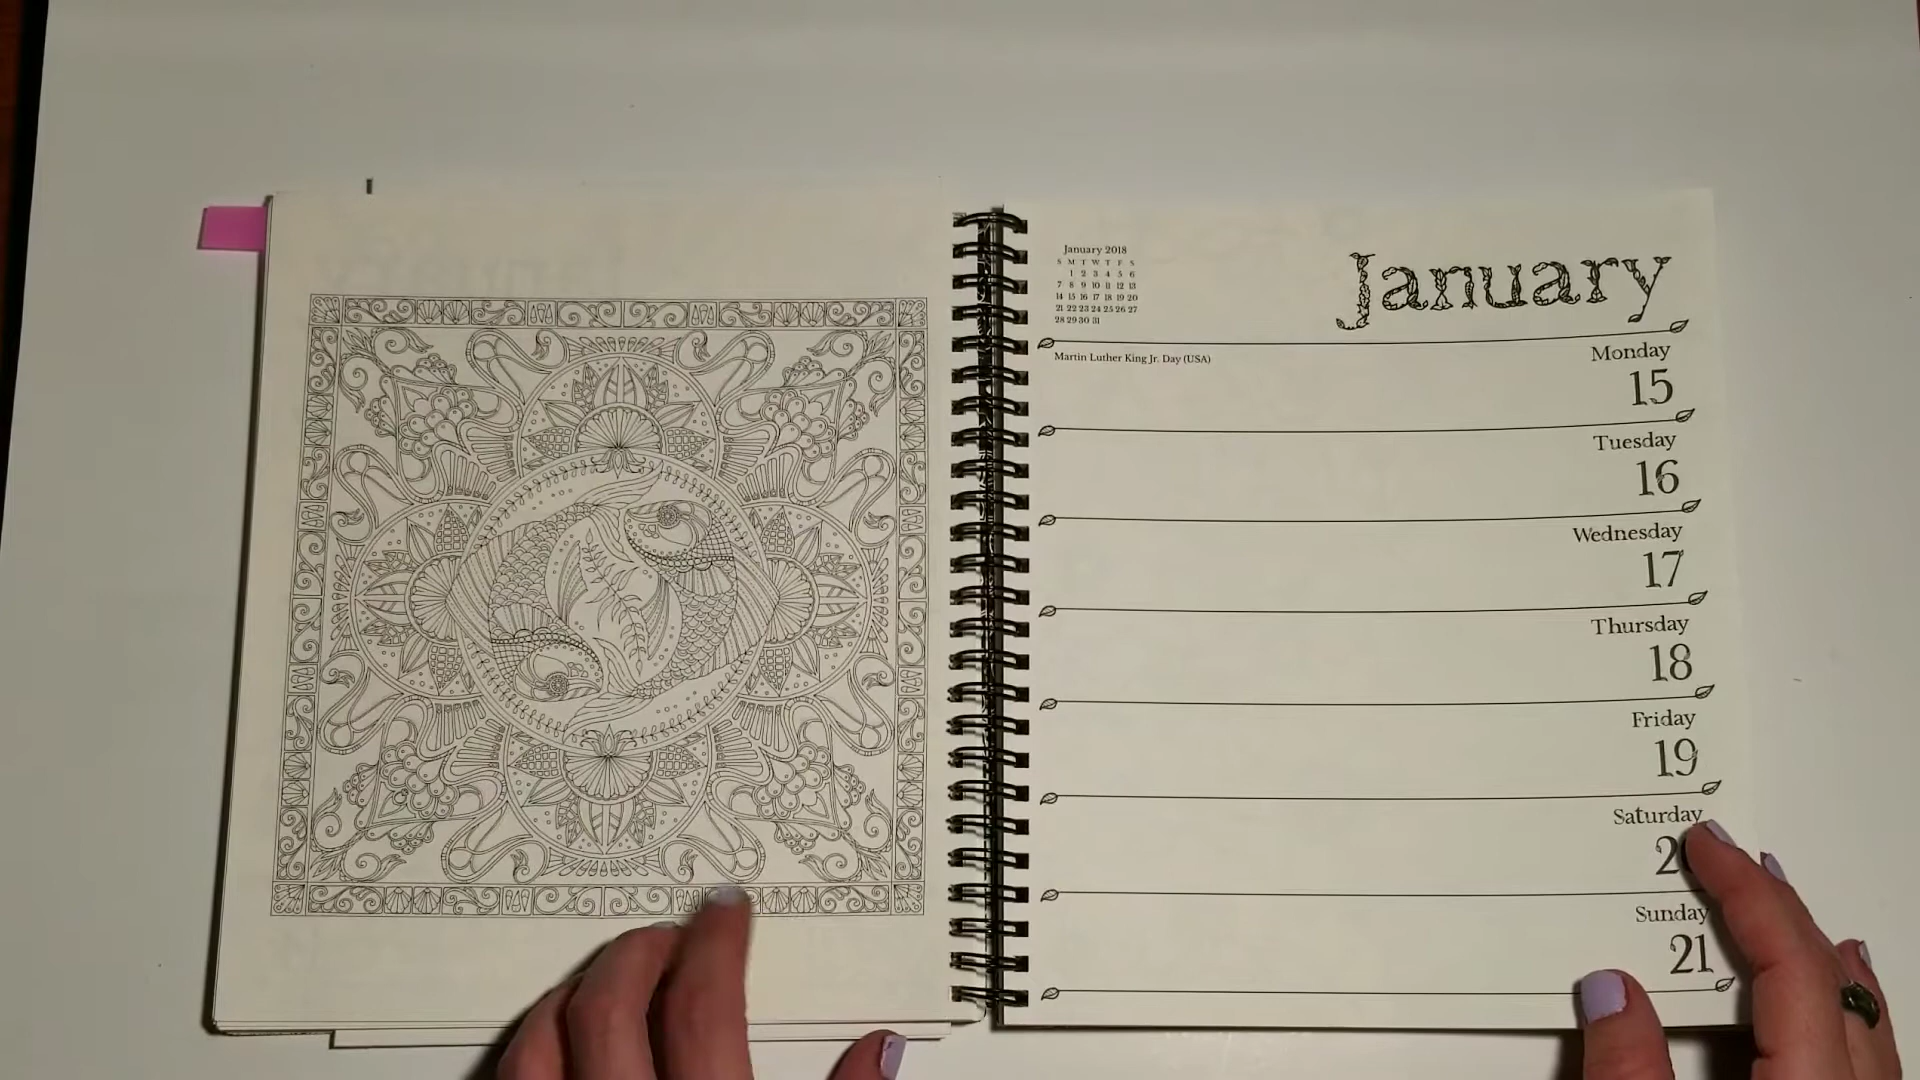 January 2018
S M T W T F S
1 2 3 4 5 6
7 8 9 10 11 12 13
14 15 16 17 18 19 20
21 22 23 24 25 26 27
28 29 30 31
January
Martin Luther King Jr. Day (USA)
Monday
15
Tuesday
16
Wednesday
17
Thursday
18
Friday
19
Saturday
2
Sunday
21